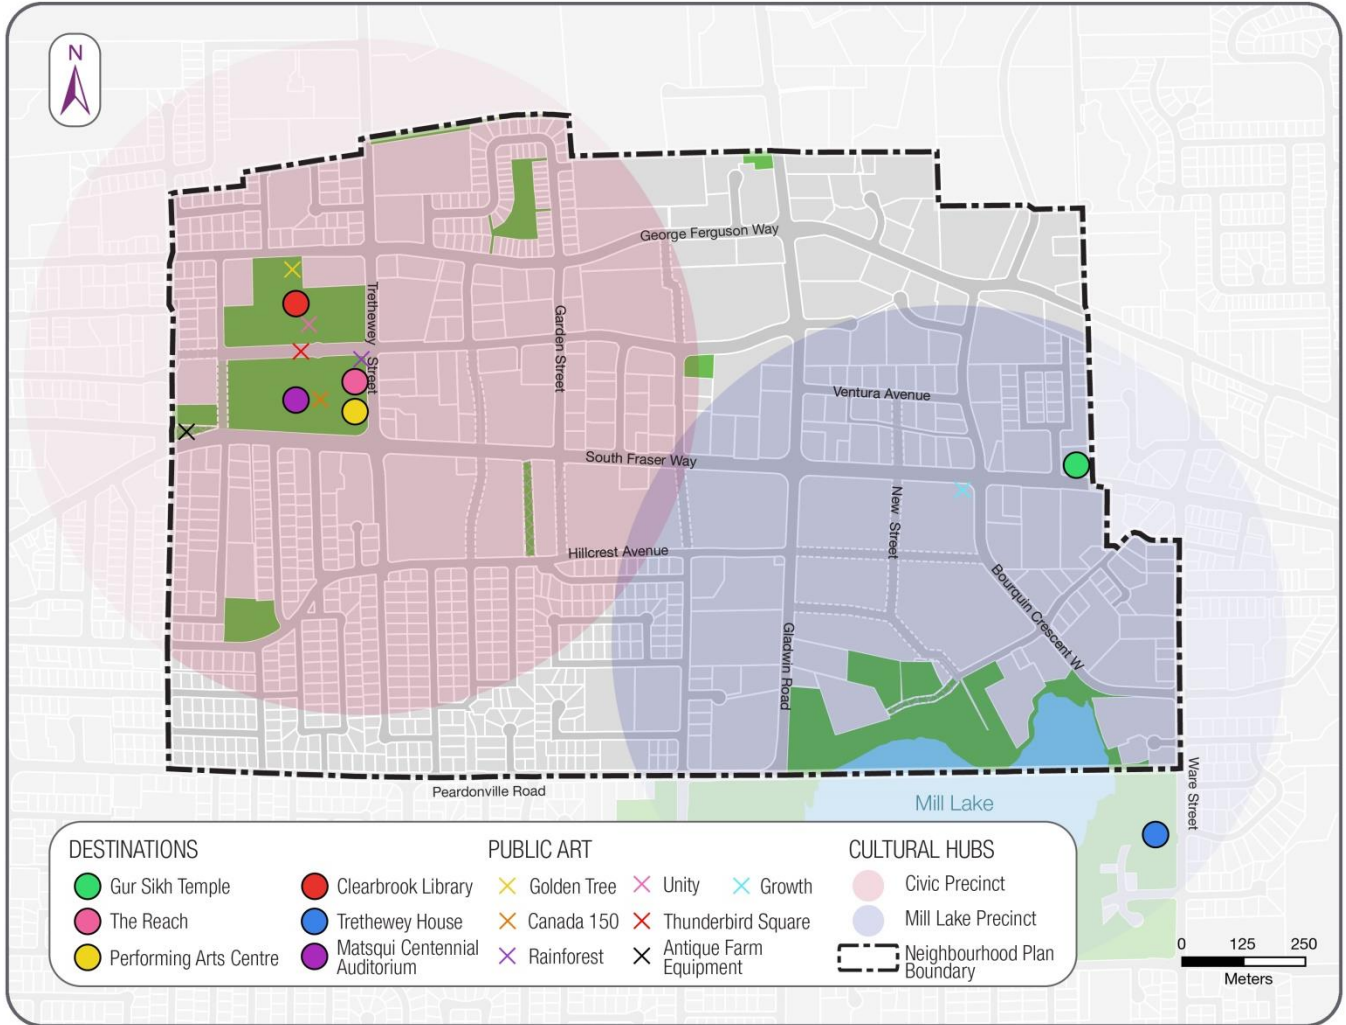 N
George Ferguson Way
Trethewey Street
Garden Street
Ventura Avenue
South Fraser Way
New Street
Hillcrest Avenue
Bourquin Crescent W
Gladwin Road
Ware Street
Peardonville Road
Mill Lake
DESTINATIONS
Gur Sikh Temple
The Reach
Performing Arts Centre
Clearbrook Library
Trethewey House
Matsqui Centennial
Auditorium
PUBLIC ART
Golden Tree
Canada 150
Rainforest
Unity
Thunderbird Square
Antique Farm
Equipment
Growth
CULTURAL HUBS
Civic Precinct
Mill Lake Precinct
Neighbourhood Plan
Boundary
0 125 250
Meters